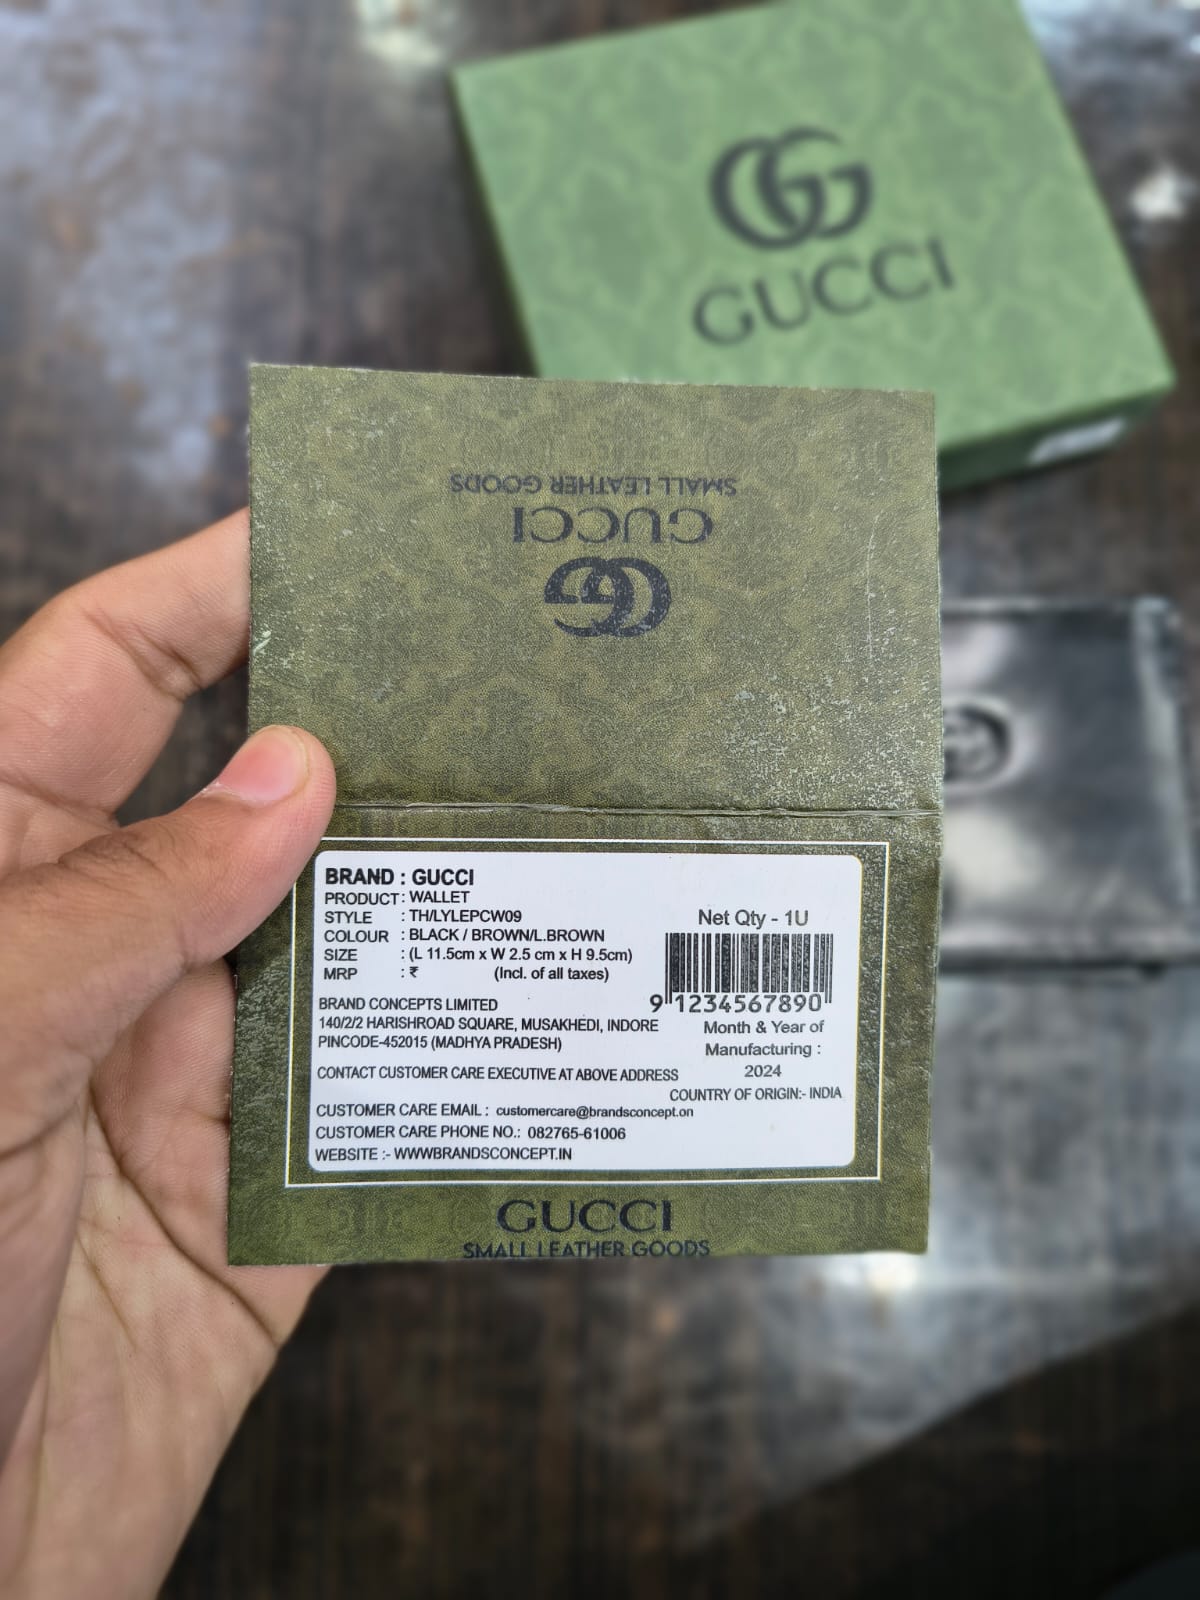 GG
GUCCI
SMALL LEATHER GOODS
GUCCI
GG
BRAND : GUCCI
PRODUCT : WALLET
STYLE : TH/LYLEPCW09
COLOUR : BLACK / BROWN/L.BROWN
SIZE : (L 11.5cm x W 2.5 cm x H 9.5cm)
MRP : ₹ (Incl. of all taxes)
Net Qty - 1U
9 1234567890
BRAND CONCEPTS LIMITED
140/2/2 HARISHROAD SQUARE, MUSAKHEDI, INDORE
PINCODE-452015 (MADHYA PRADESH)
Month & Year of
Manufacturing :
2024
CONTACT CUSTOMER CARE EXECUTIVE AT ABOVE ADDRESS
COUNTRY OF ORIGIN:- INDIA
CUSTOMER CARE EMAIL : customercare@brandsconcept.on
CUSTOMER CARE PHONE NO.: 082765-61006
WEBSITE :- WWWBRANDSCONCEPT.IN
GUCCI
SMALL LEATHER GOODS